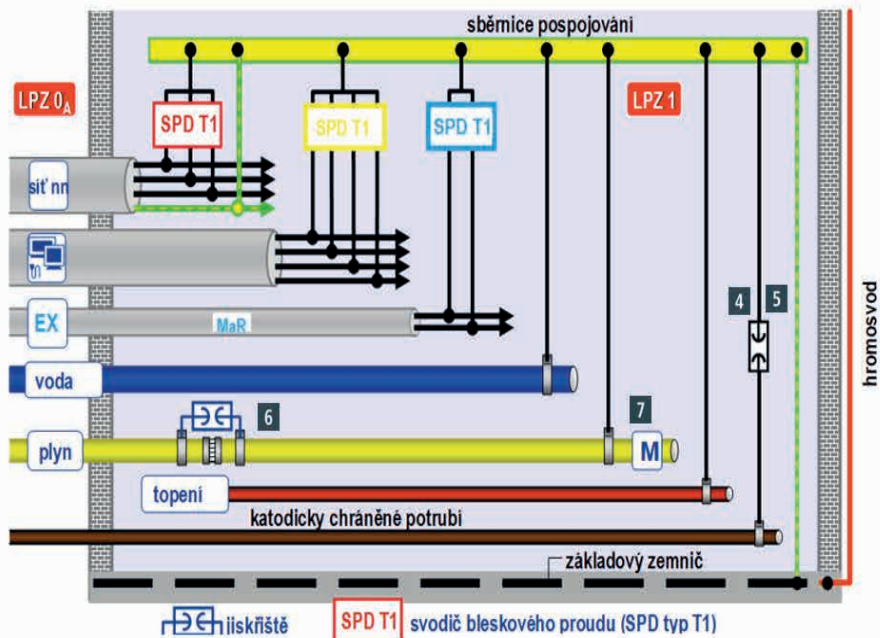 sběrnice pospojování
LPZ 0A
LPZ 1
SPD T1
SPD T1
SPD T1
síť nn
EX
MaR
4
5
hromosvod
voda
6
7
plyn
M
topení
katodicky chráněné potrubí
základový zemnič
jiskřiště
SPD T1
svodič bleskového proudu (SPD typ T1)